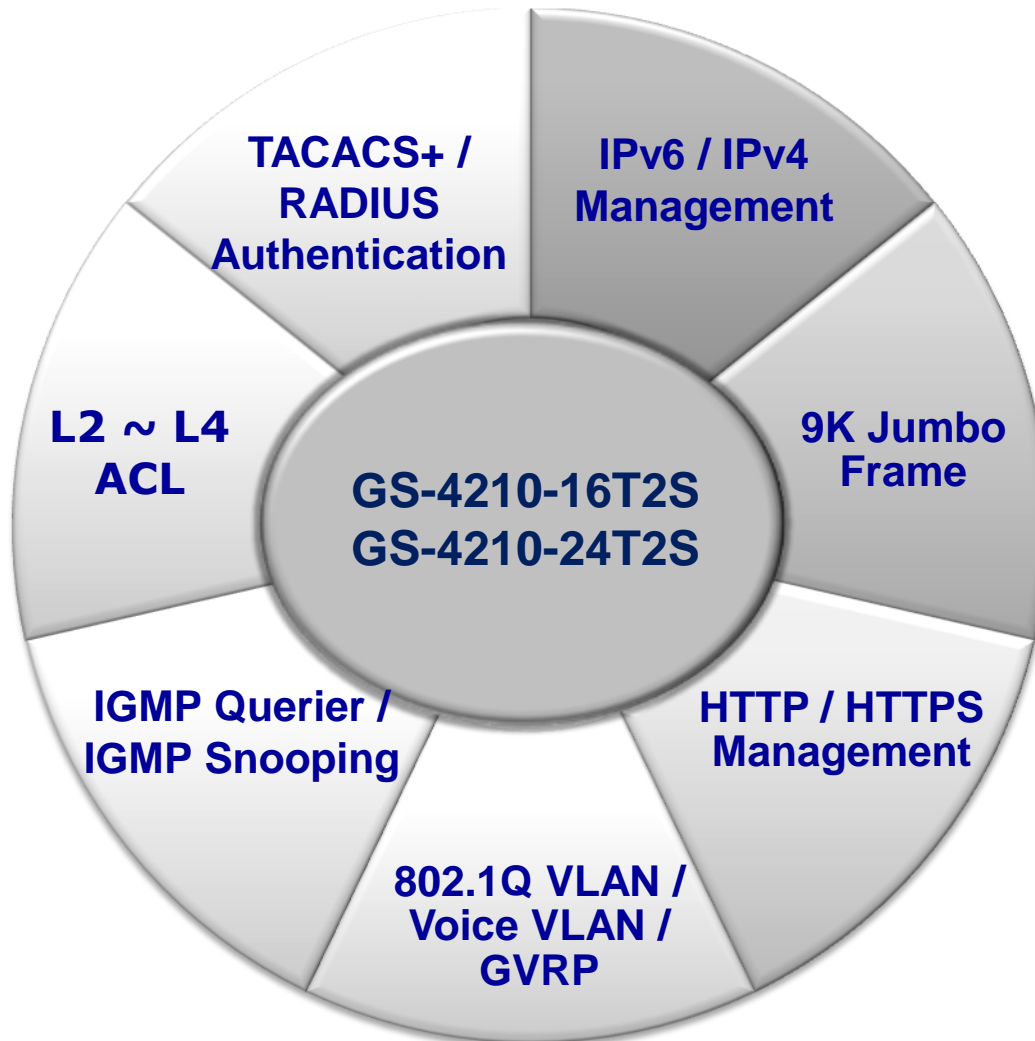 TACACS+ /
RADIUS
Authentication
IPv6 / IPv4
Management
L2 ~ L4
ACL
9K Jumbo
Frame
GS-4210-16T2S
GS-4210-24T2S
IGMP Querier /
IGMP Snooping
HTTP / HTTPS
Management
802.1Q VLAN /
Voice VLAN /
GVRP